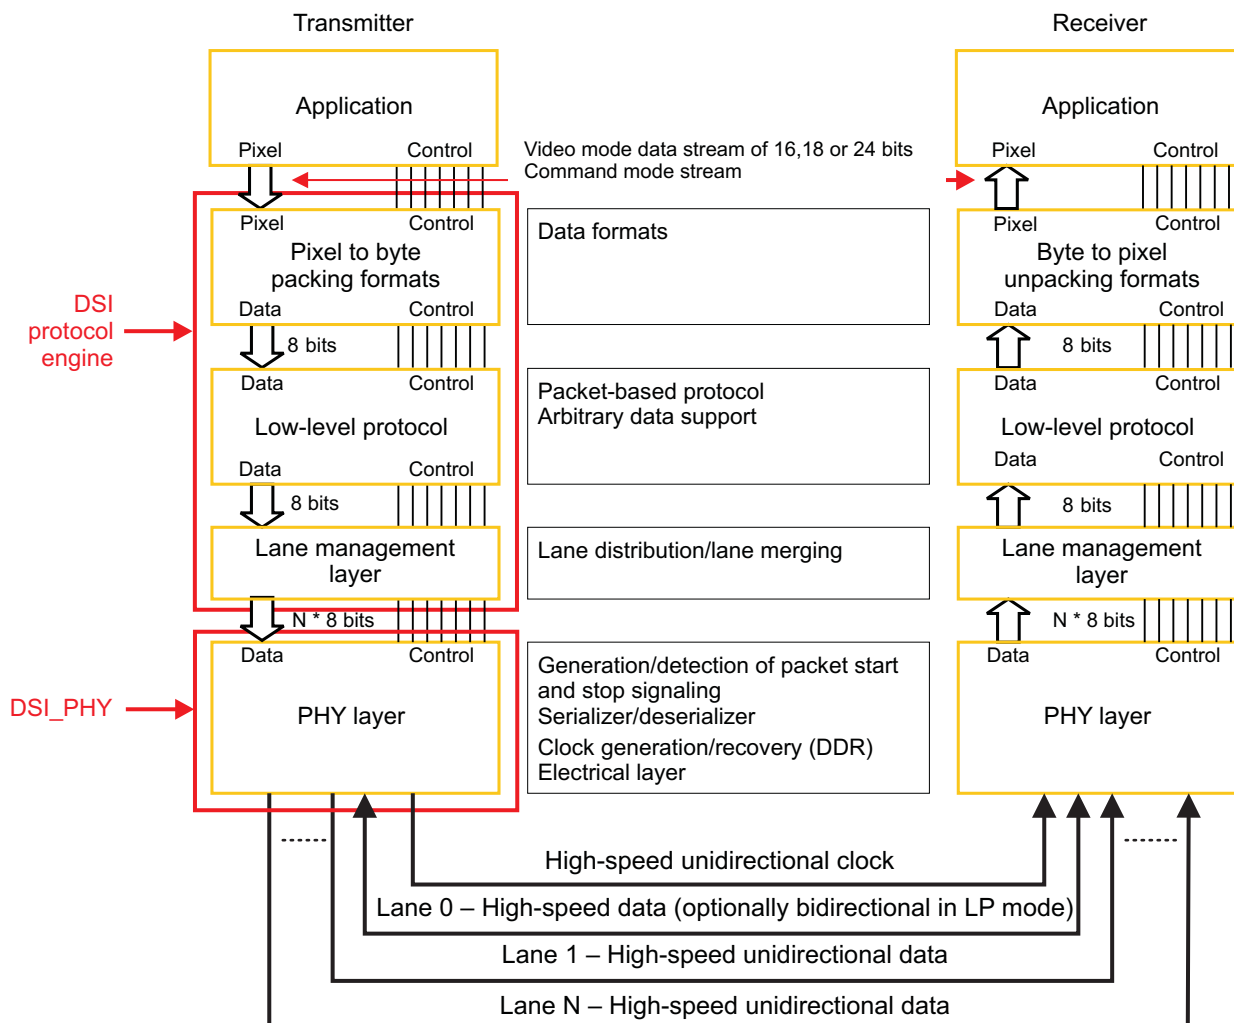 Transmitter
Receiver
Application
Pixel
Control
Video mode data stream of 16,18 or 24 bits
Command mode stream
Application
Pixel
Control
Pixel
Control
Pixel to byte
packing formats
Data
Control
Data formats
Pixel
Control
Byte to pixel
unpacking formats
Data
Control
DSI
protocol
engine
8 bits
8 bits
Data
Control
Low-level protocol
Data
Control
Packet-based protocol
Arbitrary data support
Data
Control
Low-level protocol
Data
Control
8 bits
8 bits
Lane management
layer
Lane distribution/lane merging
Lane management
layer
N * 8 bits
N * 8 bits
Data
Control
PHY layer
DSI_PHY
Generation/detection of packet start
and stop signaling
Serializer/deserializer
Clock generation/recovery (DDR)
Electrical layer
Data
Control
PHY layer
High-speed unidirectional clock
Lane 0 – High-speed data (optionally bidirectional in LP mode)
Lane 1 – High-speed unidirectional data
Lane N – High-speed unidirectional data